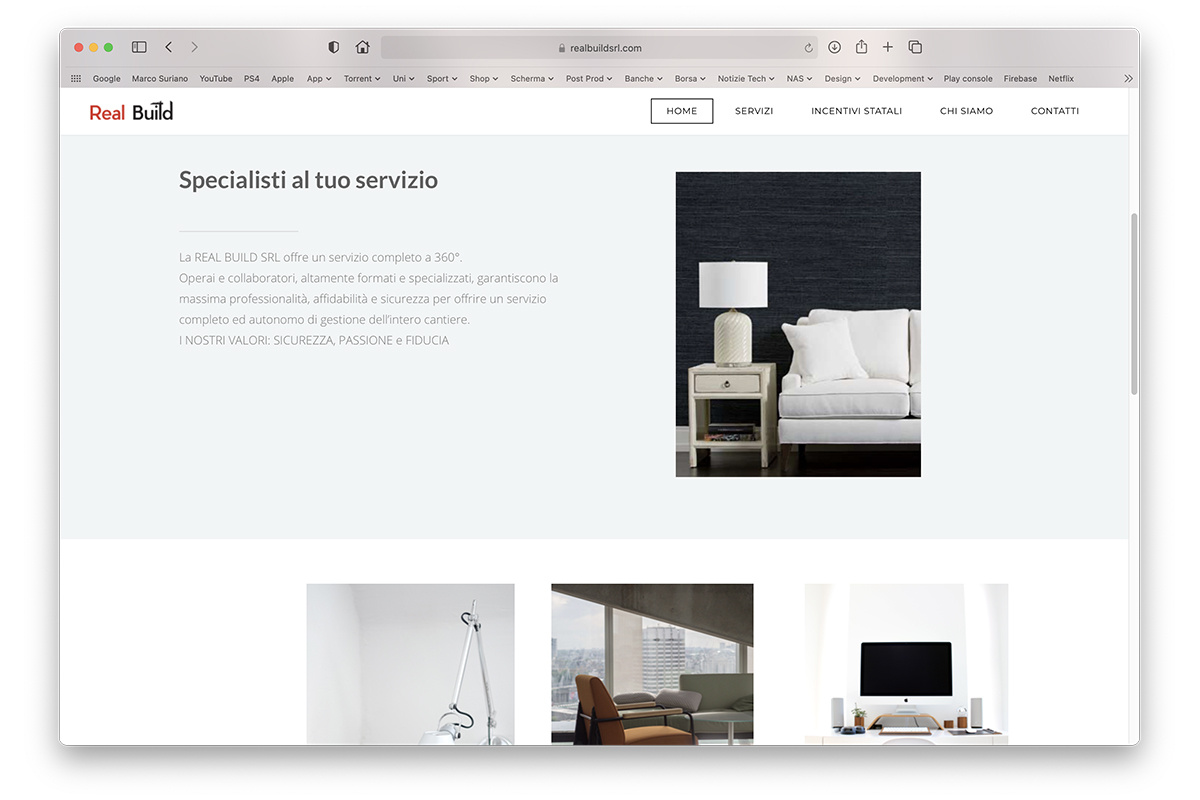 realbuildsrl.com
Google Marco Suriano YouTube PS4 Apple App Torrent Uni Sport Shop Scherma Post Prod Banche Borsa Notizie Tech NAS Design Development Play console Firebase Netflix
Real Build HOME SERVIZI INCENTIVI STATALI CHI SIAMO CONTATTI
Specialisti al tuo servizio
La REAL BUILD SRL offre un servizio completo a 360°.
Operai e collaboratori, altamente formati e specializzati, garantiscono la
massima professionalità, affidabilità e sicurezza per offrire un servizio
completo ed autonomo di gestione dell'intero cantiere.
I NOSTRI VALORI: SICUREZZA, PASSIONE e FIDUCIA